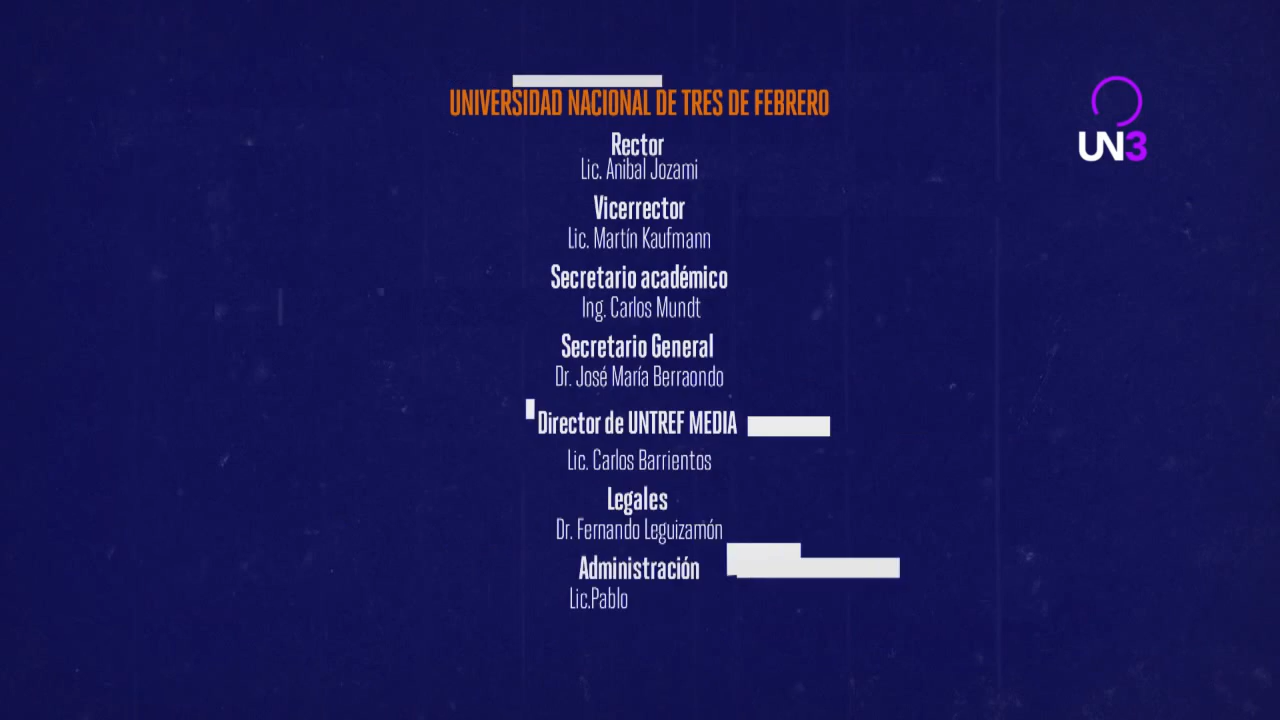 UNIVERSIDAD NACIONAL DE TRES DE FEBRERO
Rector
Lic. Anibal Jozami
Vicerrector
Lic. Martín Kaufmann
Secretario académico
Ing. Carlos Mundt
Secretario General
Dr. José María Berraondo
Director de UNTREF MEDIA
Lic. Carlos Barrientos
Legales
Dr. Fernando Leguizamón
Administración
Lic.Pablo
UN3